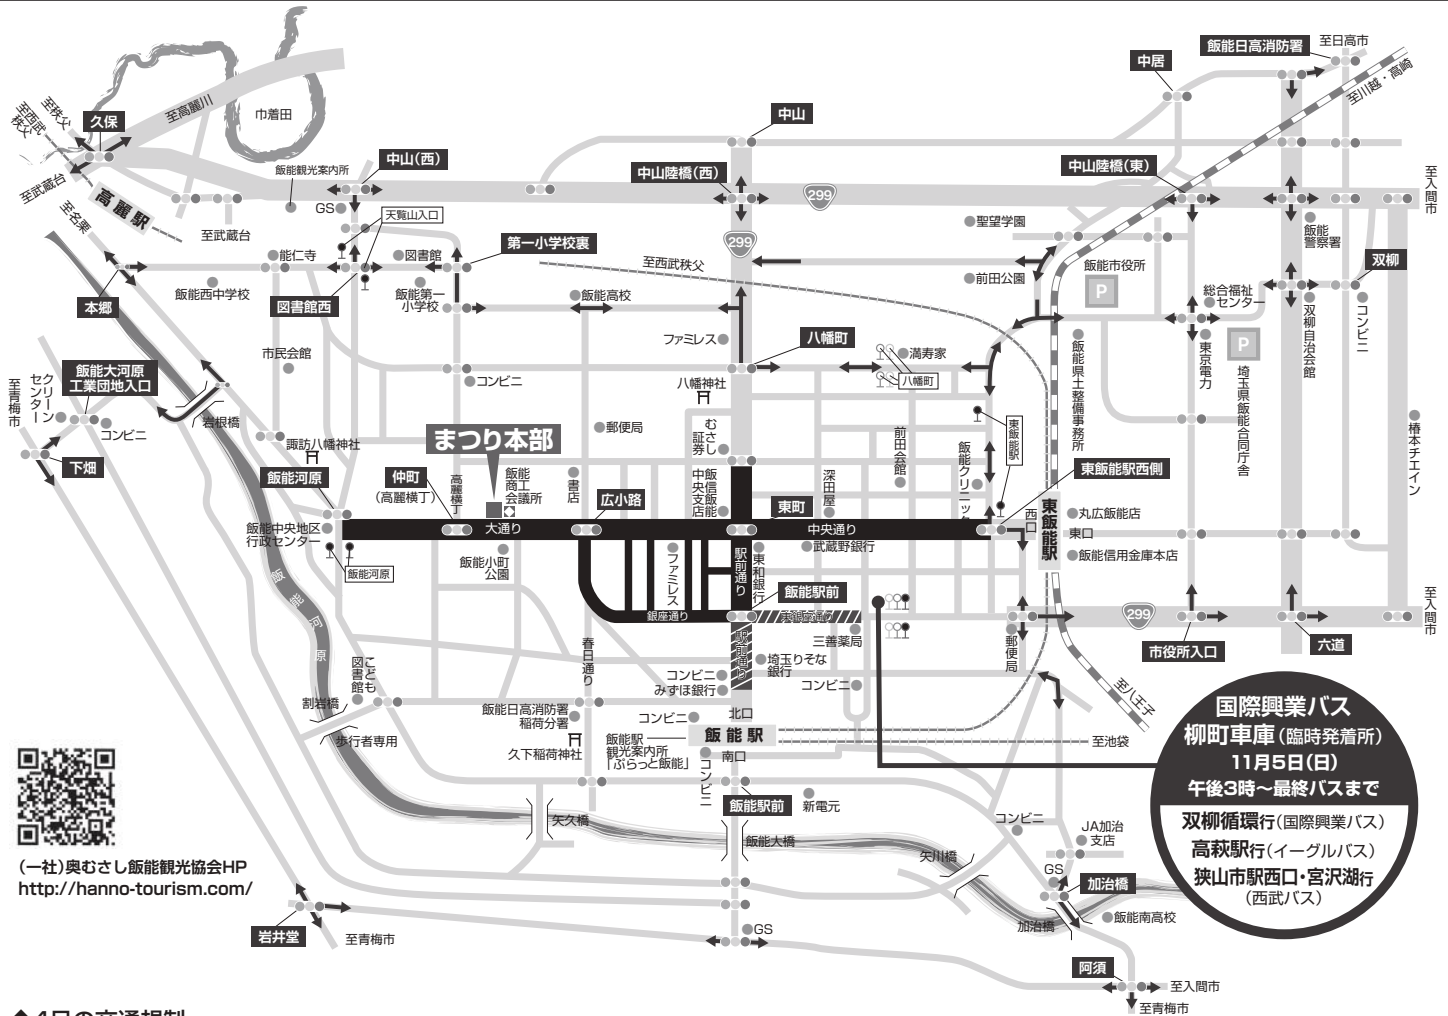 飯能日高消防署
至日高市
中居
至川越・高崎
至秩父
至西武
秩父
久保
至高麗川
巾着田
中山
飯能観光案内所
中山(西)
中山陸橋(西)
中山陸橋(東)
至入間市
至武蔵台
高麗駅
GS
天覧山入口
299
聖望学園
飯能
警察署
至名栗
至武蔵台
299
第一小学校裏
能仁寺
図書館
至西武秩父
前田公園
飯能市役所
P
双柳
本郷
飯能西中学校
図書館西
飯能第一
小学校
飯能高校
総合福祉
センター
双柳自治会館
コンビニ
ファミレス
八幡町
満寿家
八幡町
飯能県土整備事務所
東京電力
P
埼玉県飯能合同庁舎
市民会館
コンビニ
八幡神社
飯能大河原
工業団地入口
至青梅市
クリーン
センター
コンビニ
岩根橋
下畑
諏訪八幡神社
まつり本部
郵便局
むさし
証券
前田会館
飯能クリニック
東飯能駅
椿本チエイン
飯能河原
仲町
(高麗横丁)
高麗
横丁
飯能
商工
会議所
書店
広小路
飯能信金
中央支店
東町
深田屋
東飯能駅西側
飯能中央地区
行政センター
大通り
中央通り
西口
東飯能駅
丸広飯能店
東口
飯能信用金庫本店
飯能河原
飯能小町
公園
ファミレス
駅前通り
東和銀行
武蔵野銀行
飯能駅前
銀座通り
東銀座通り
299
至入間市
飯能河原
春日通り
駅前通り
三善薬局
郵便局
市役所入口
六道
こども
図書館
埼玉りそな
銀行
コンビニ
みずほ銀行
コンビニ
至八王子
割岩橋
歩行者専用
飯能日高消防署
稲荷分署
コンビニ
北口
飯能駅
久下稲荷神社
飯能駅
観光案内所
「ぷらっと飯能」
南口
コンビニ
至池袋
国際興業バス
柳町車庫(臨時発着所)
11月5日(日)
午後3時〜最終バスまで
双柳循環行(国際興業バス)
高萩駅行(イーグルバス)
狭山市駅西口・宮沢湖行
(西武バス)
飯能駅前
新電元
矢久橋
飯能大橋
矢川橋
コンビニ
JA加治
支店
GS
加治橋
加治橋
飯能南高校
(一社)奥むさし飯能観光協会HP
http://hanno-tourism.com/
岩井堂
至青梅市
GS
阿須
至入間市
至青梅市